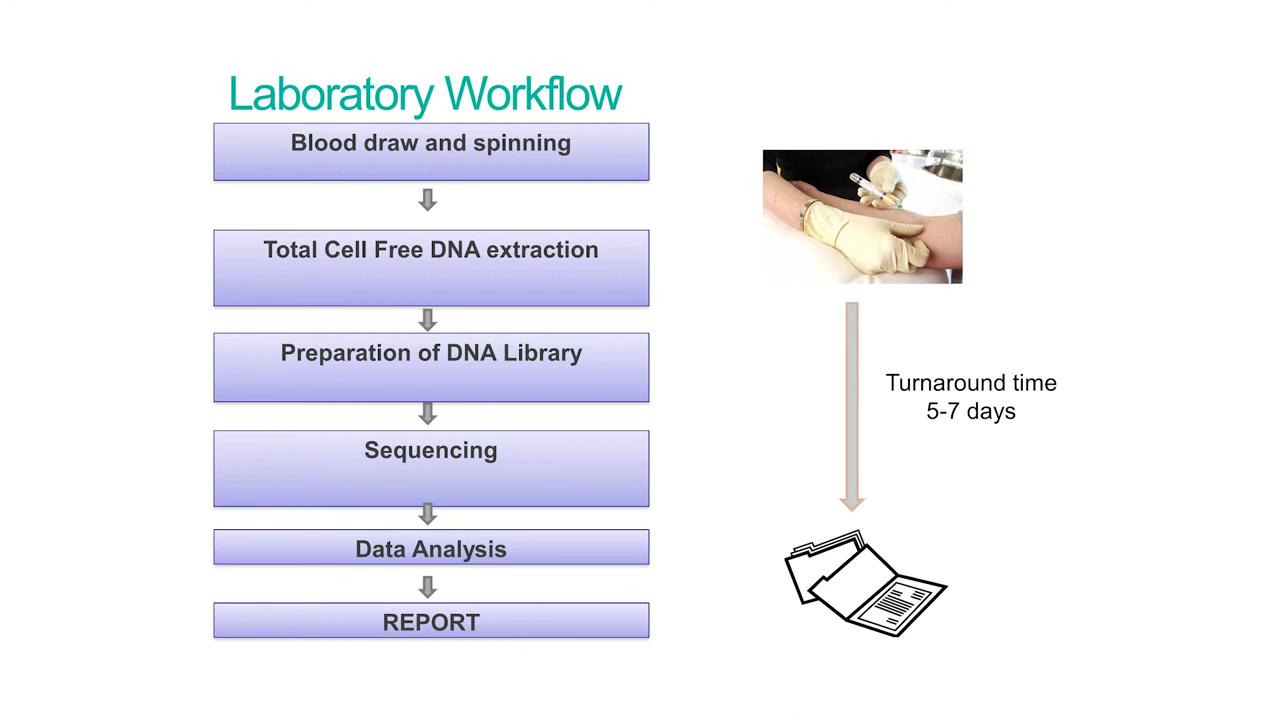 Laboratory Workflow
Blood draw and spinning
Total Cell Free DNA extraction
Preparation of DNA Library
Sequencing
Data Analysis
REPORT
Turnaround time
5-7 days